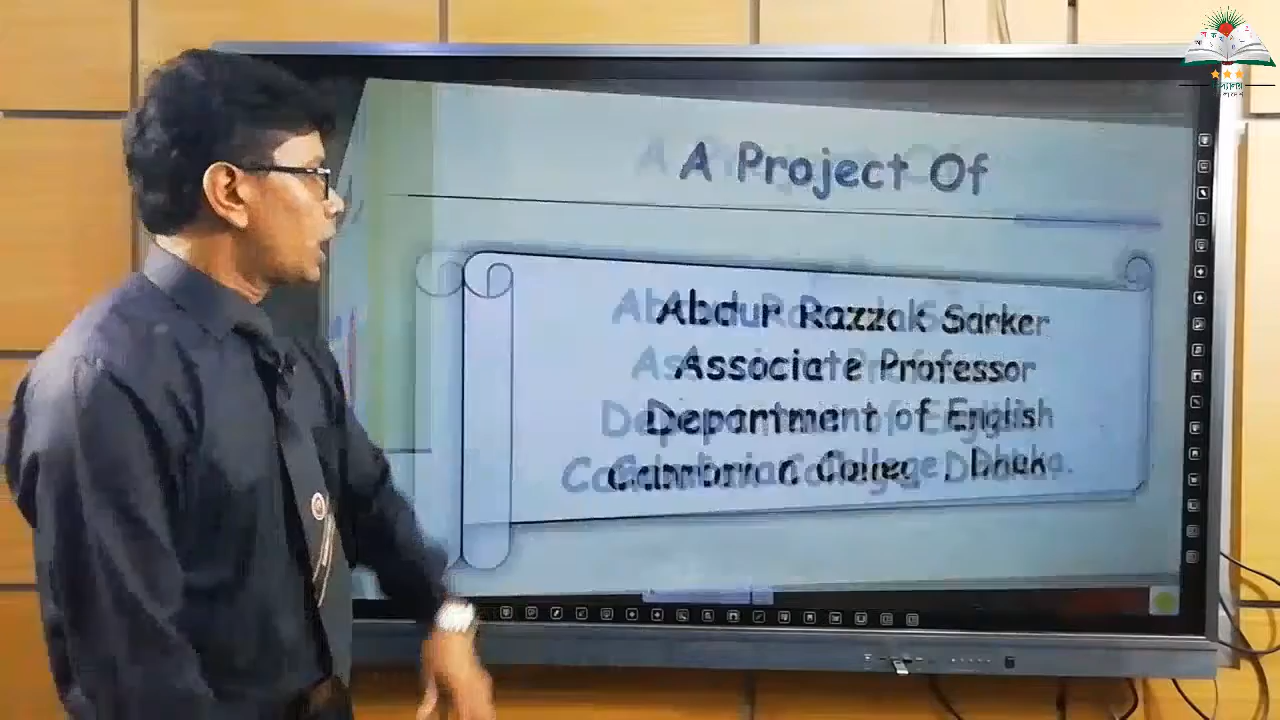 A Project Of
Abdur Razzak Sarker
Associate Professor
Department of English
Cambrian College, Dhaka.